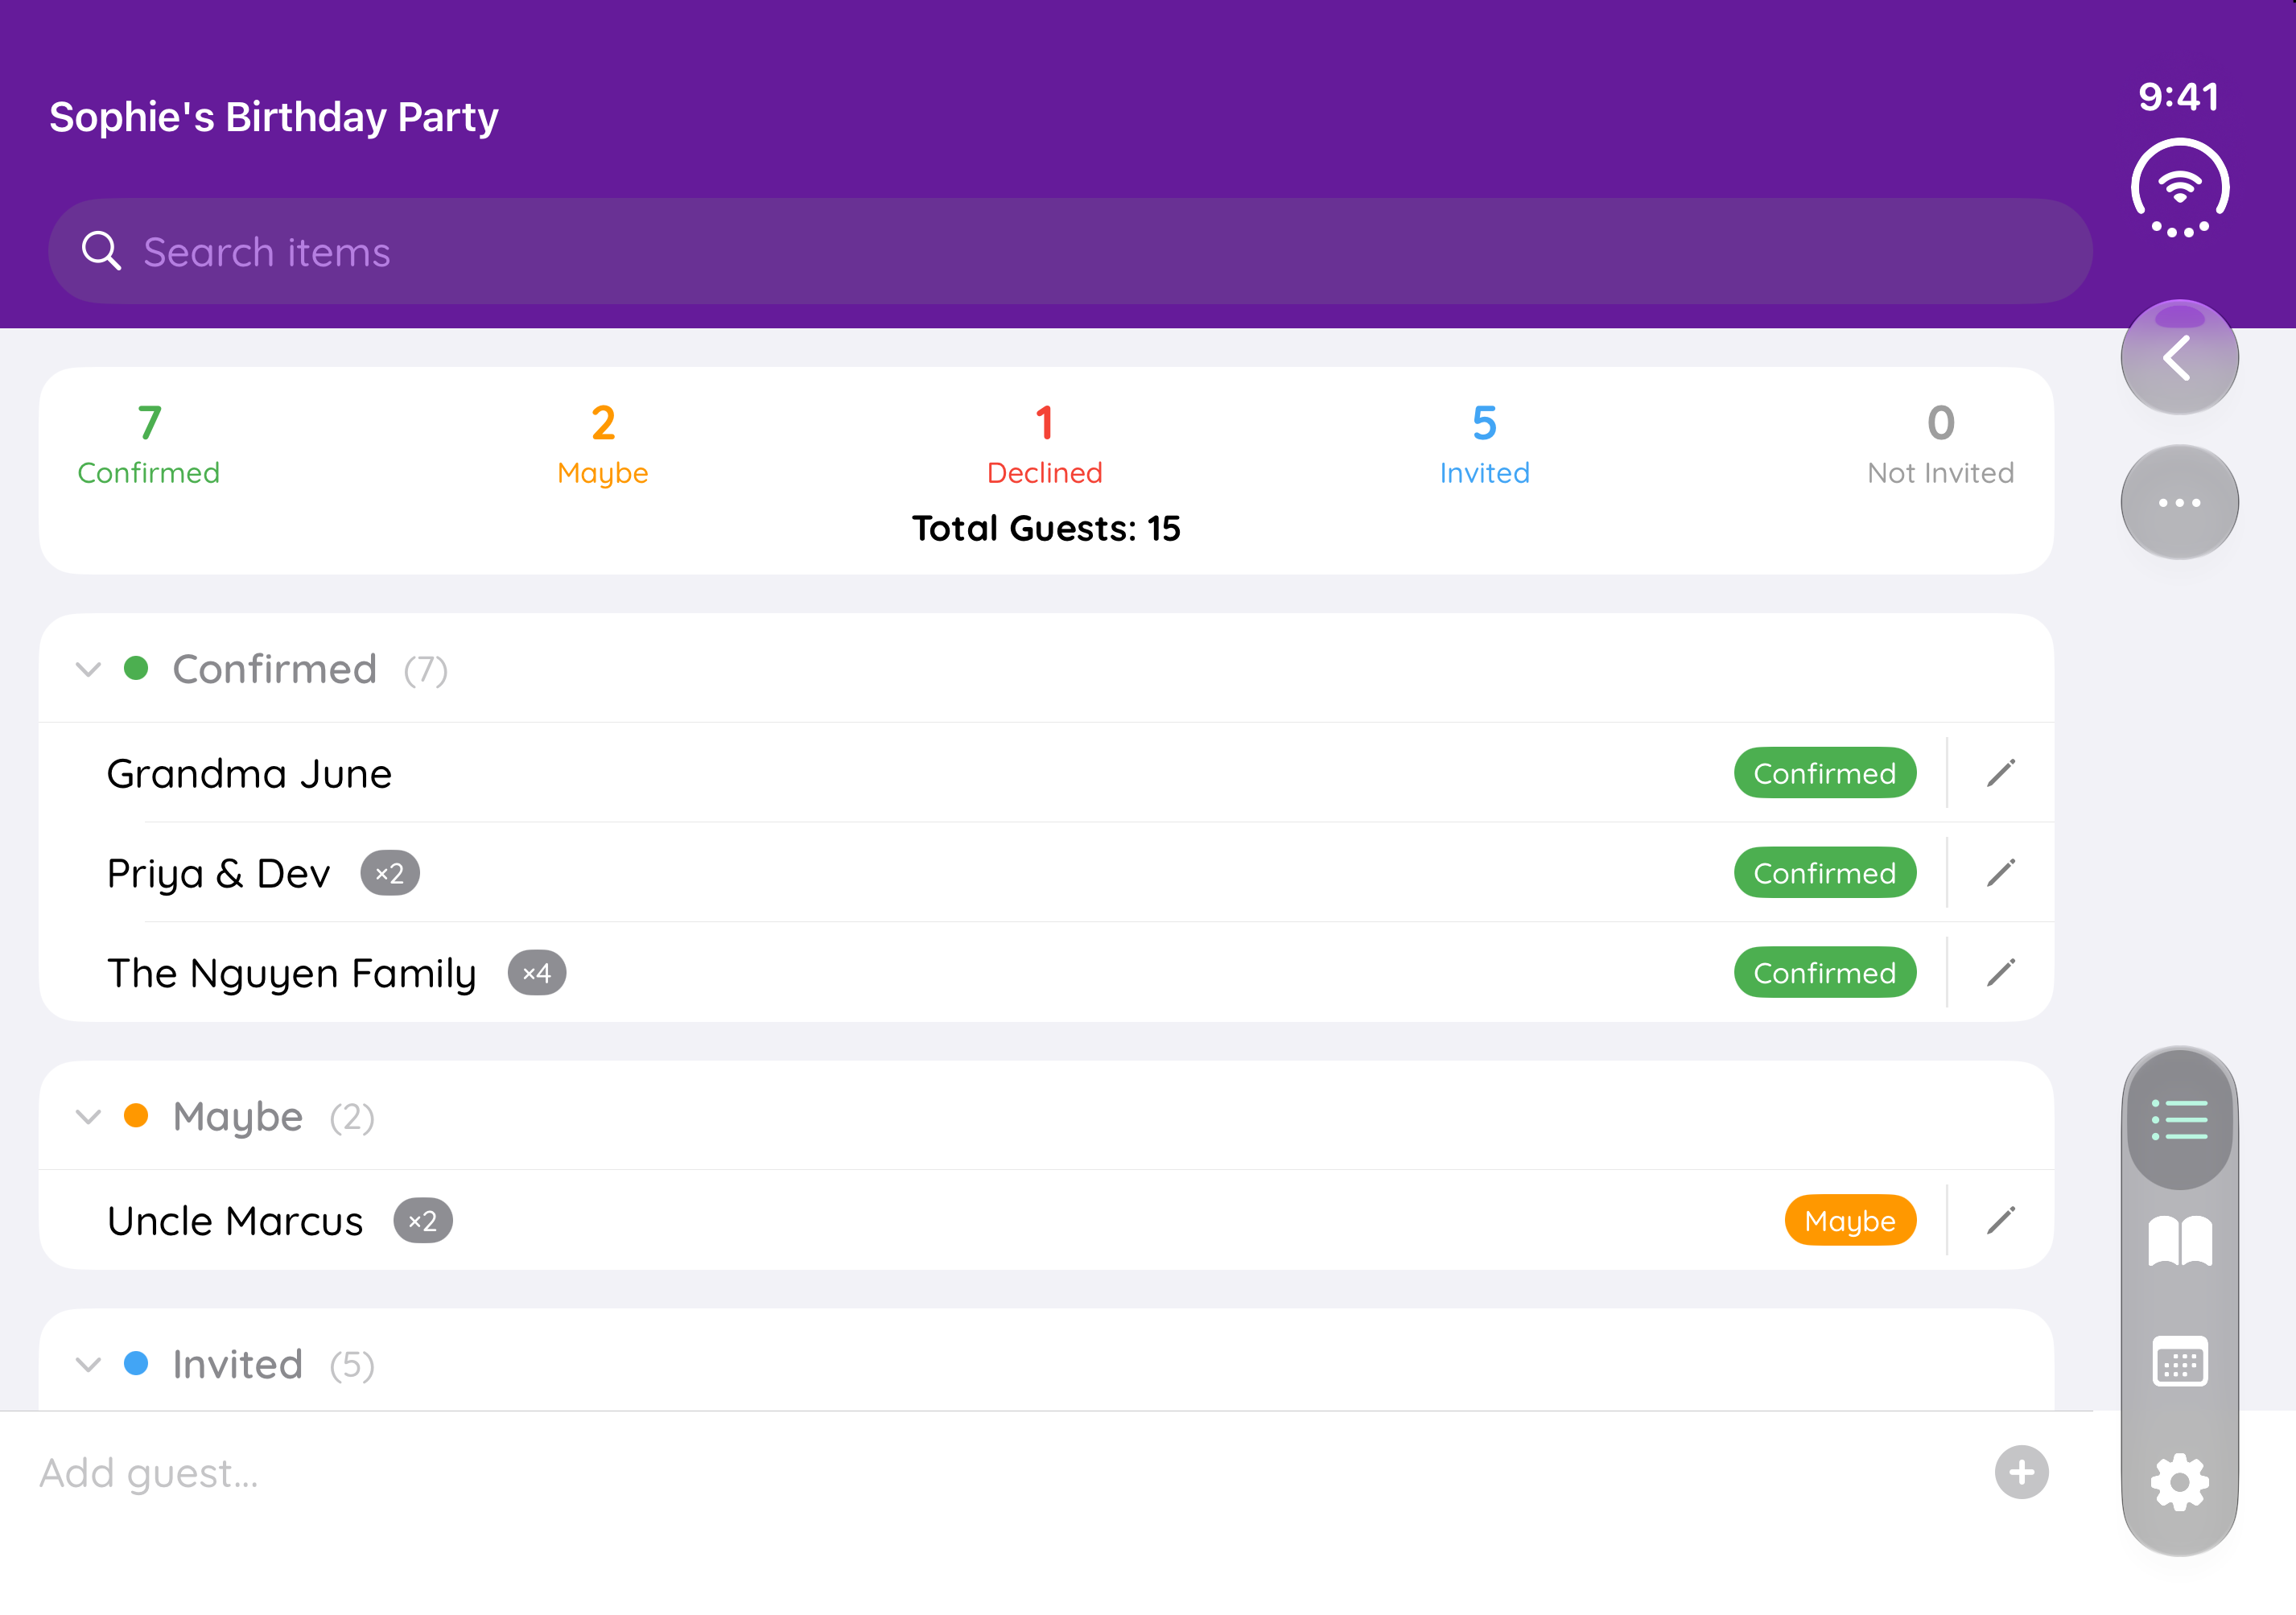 Sophie's Birthday Party
9:41
Search items
7 2 1 5 0
Confirmed Maybe Declined Invited Not Invited
Total Guests: 15
Confirmed (7)
Grandma June Confirmed
Priya & Dev ×2 Confirmed
The Nguyen Family ×4 Confirmed
Maybe (2)
Uncle Marcus ×2 Maybe
Invited (5)
Add guest...